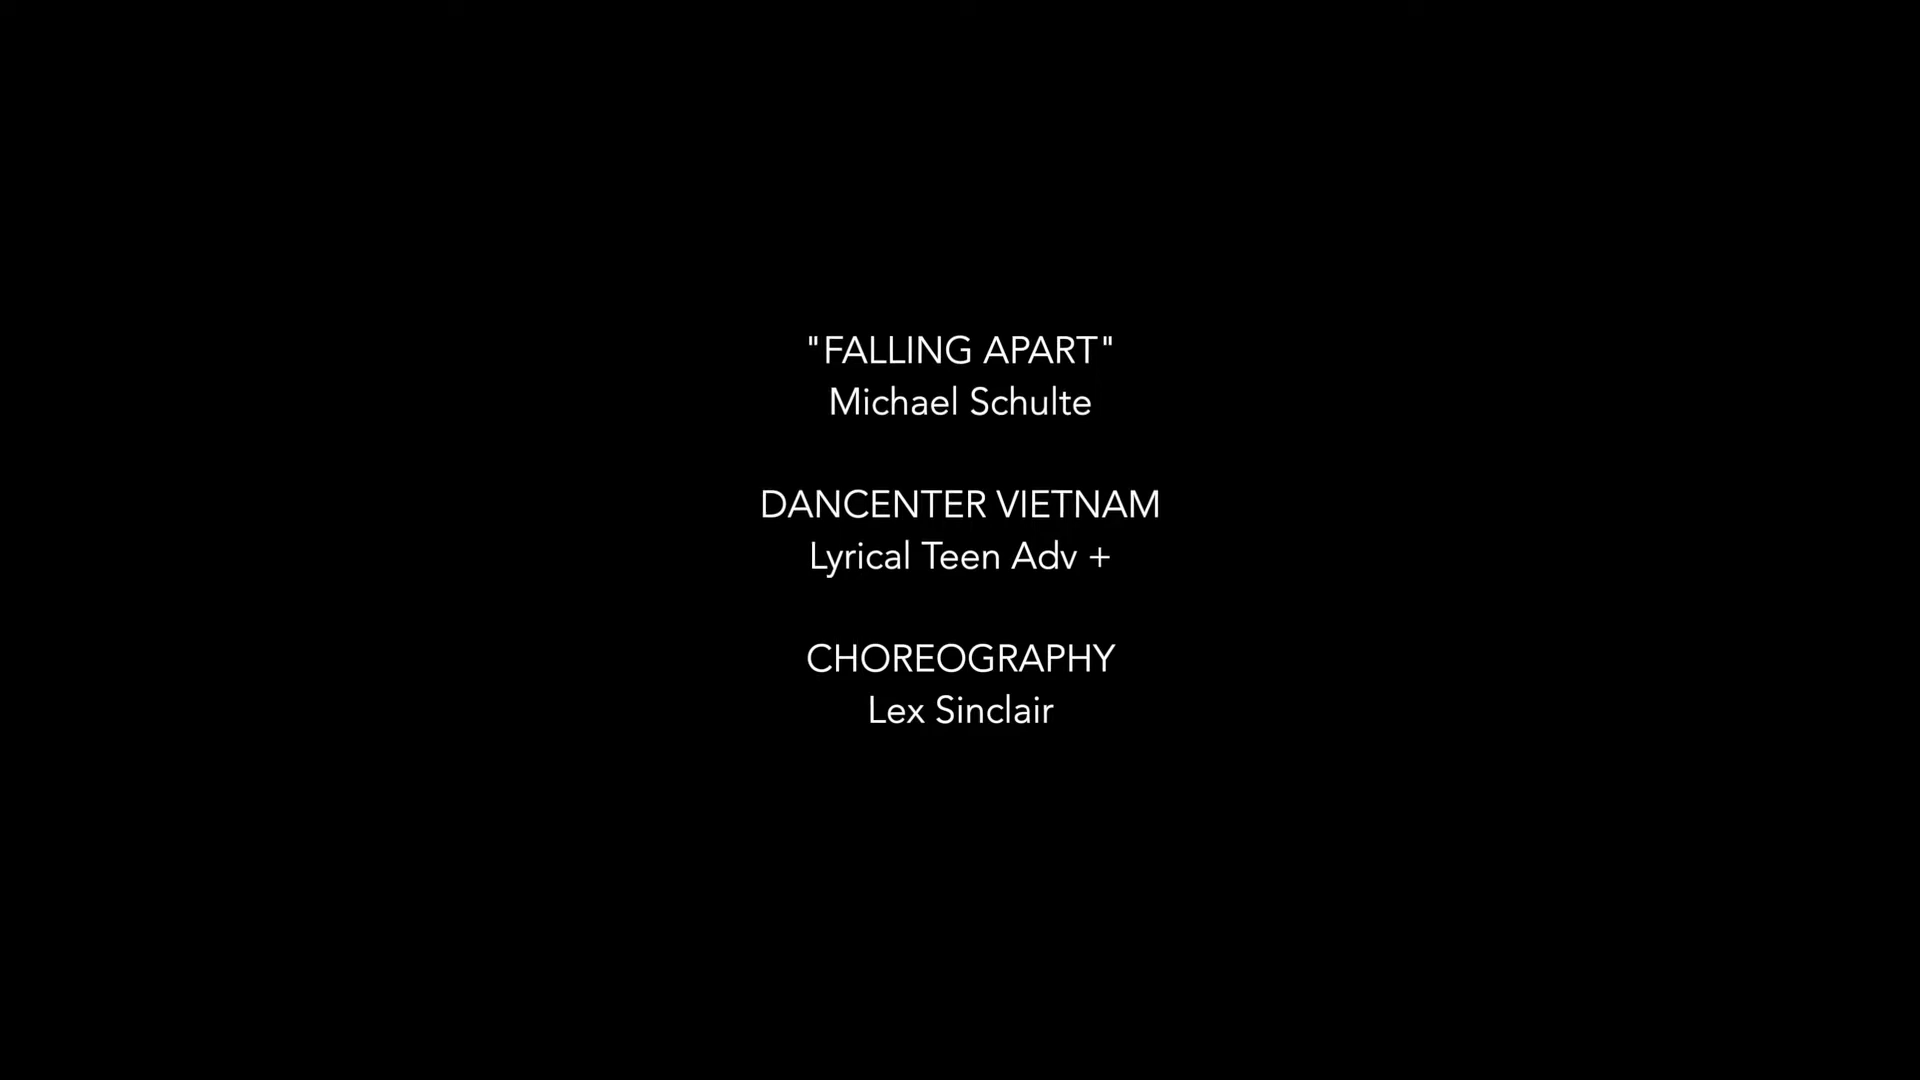 "FALLING APART"
Michael Schulte
DANCENTER VIETNAM
Lyrical Teen Adv +
CHOREOGRAPHY
Lex Sinclair